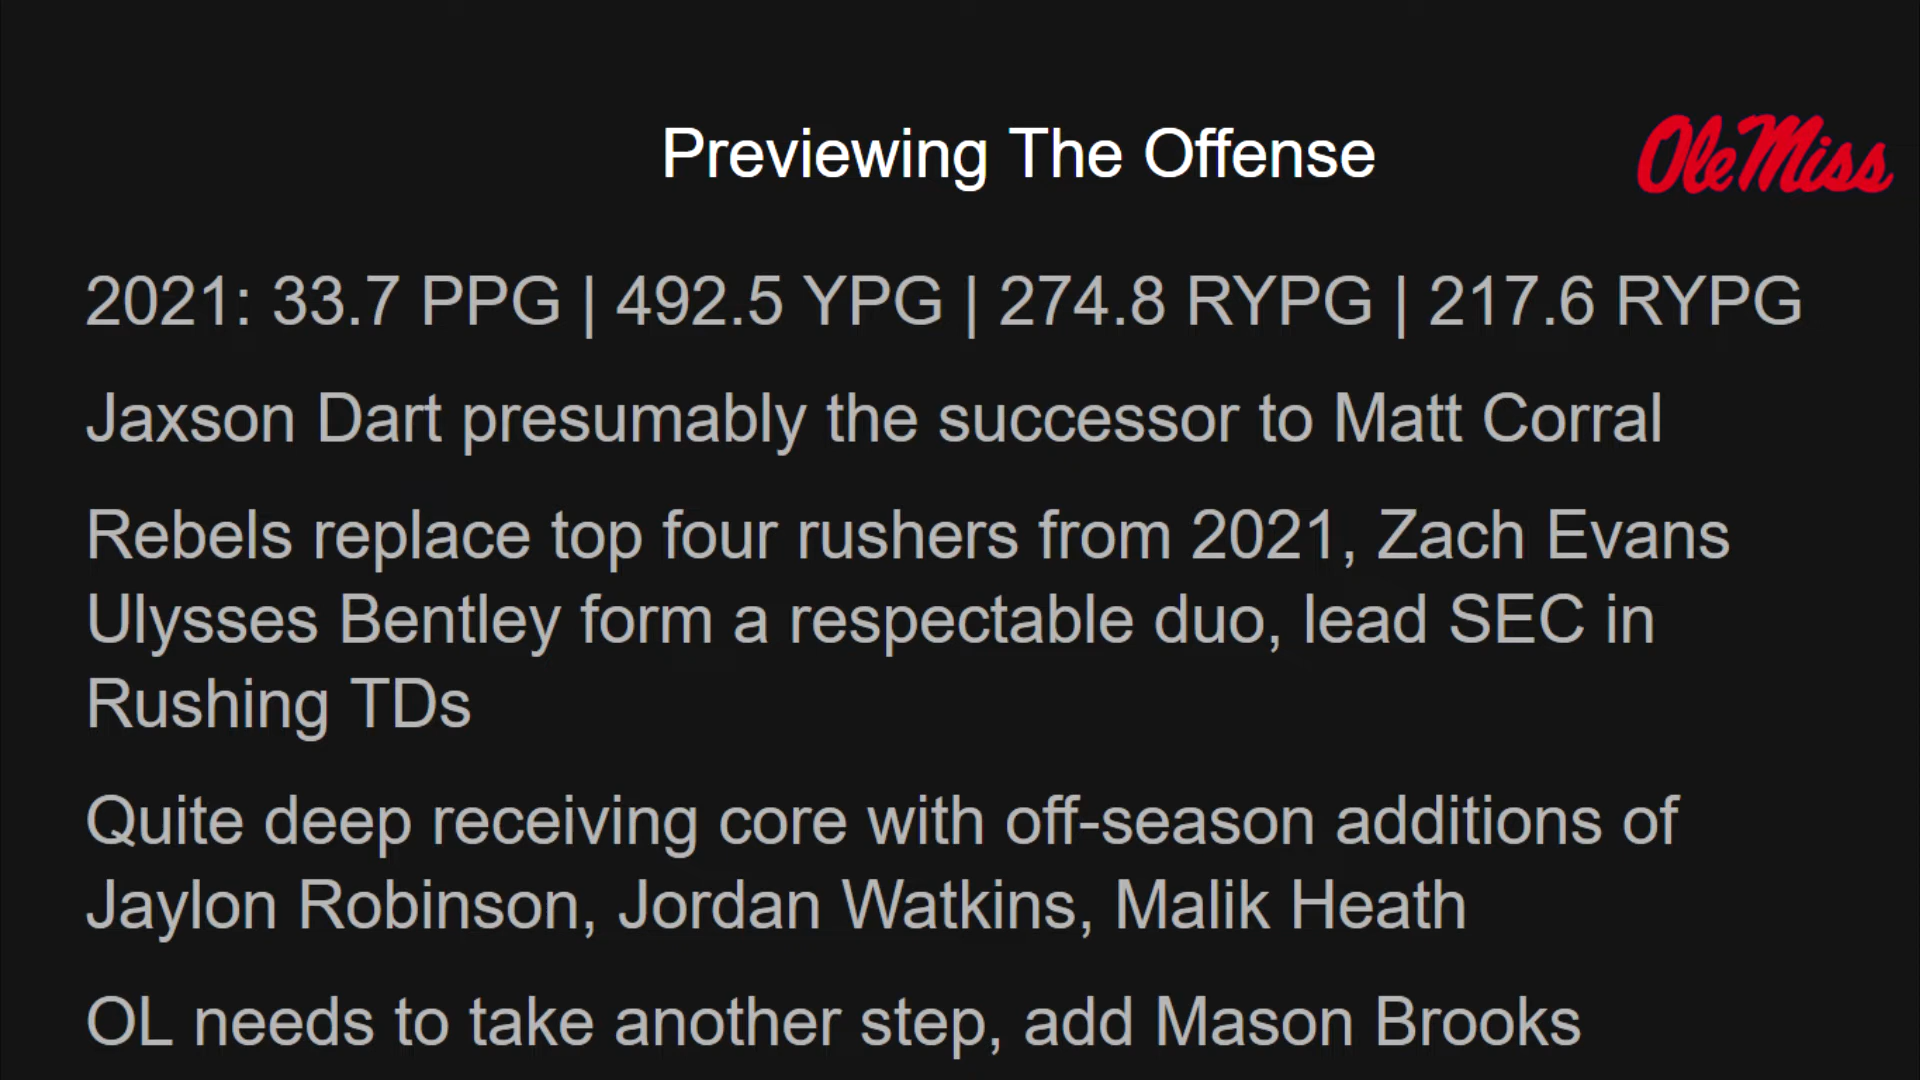 Previewing The Offense
Ole Miss
2021: 33.7 PPG | 492.5 YPG | 274.8 RYPG | 217.6 RYPG
Jaxson Dart presumably the successor to Matt Corral
Rebels replace top four rushers from 2021, Zach Evans
Ulysses Bentley form a respectable duo, lead SEC in
Rushing TDs
Quite deep receiving core with off-season additions of
Jaylon Robinson, Jordan Watkins, Malik Heath
OL needs to take another step, add Mason Brooks